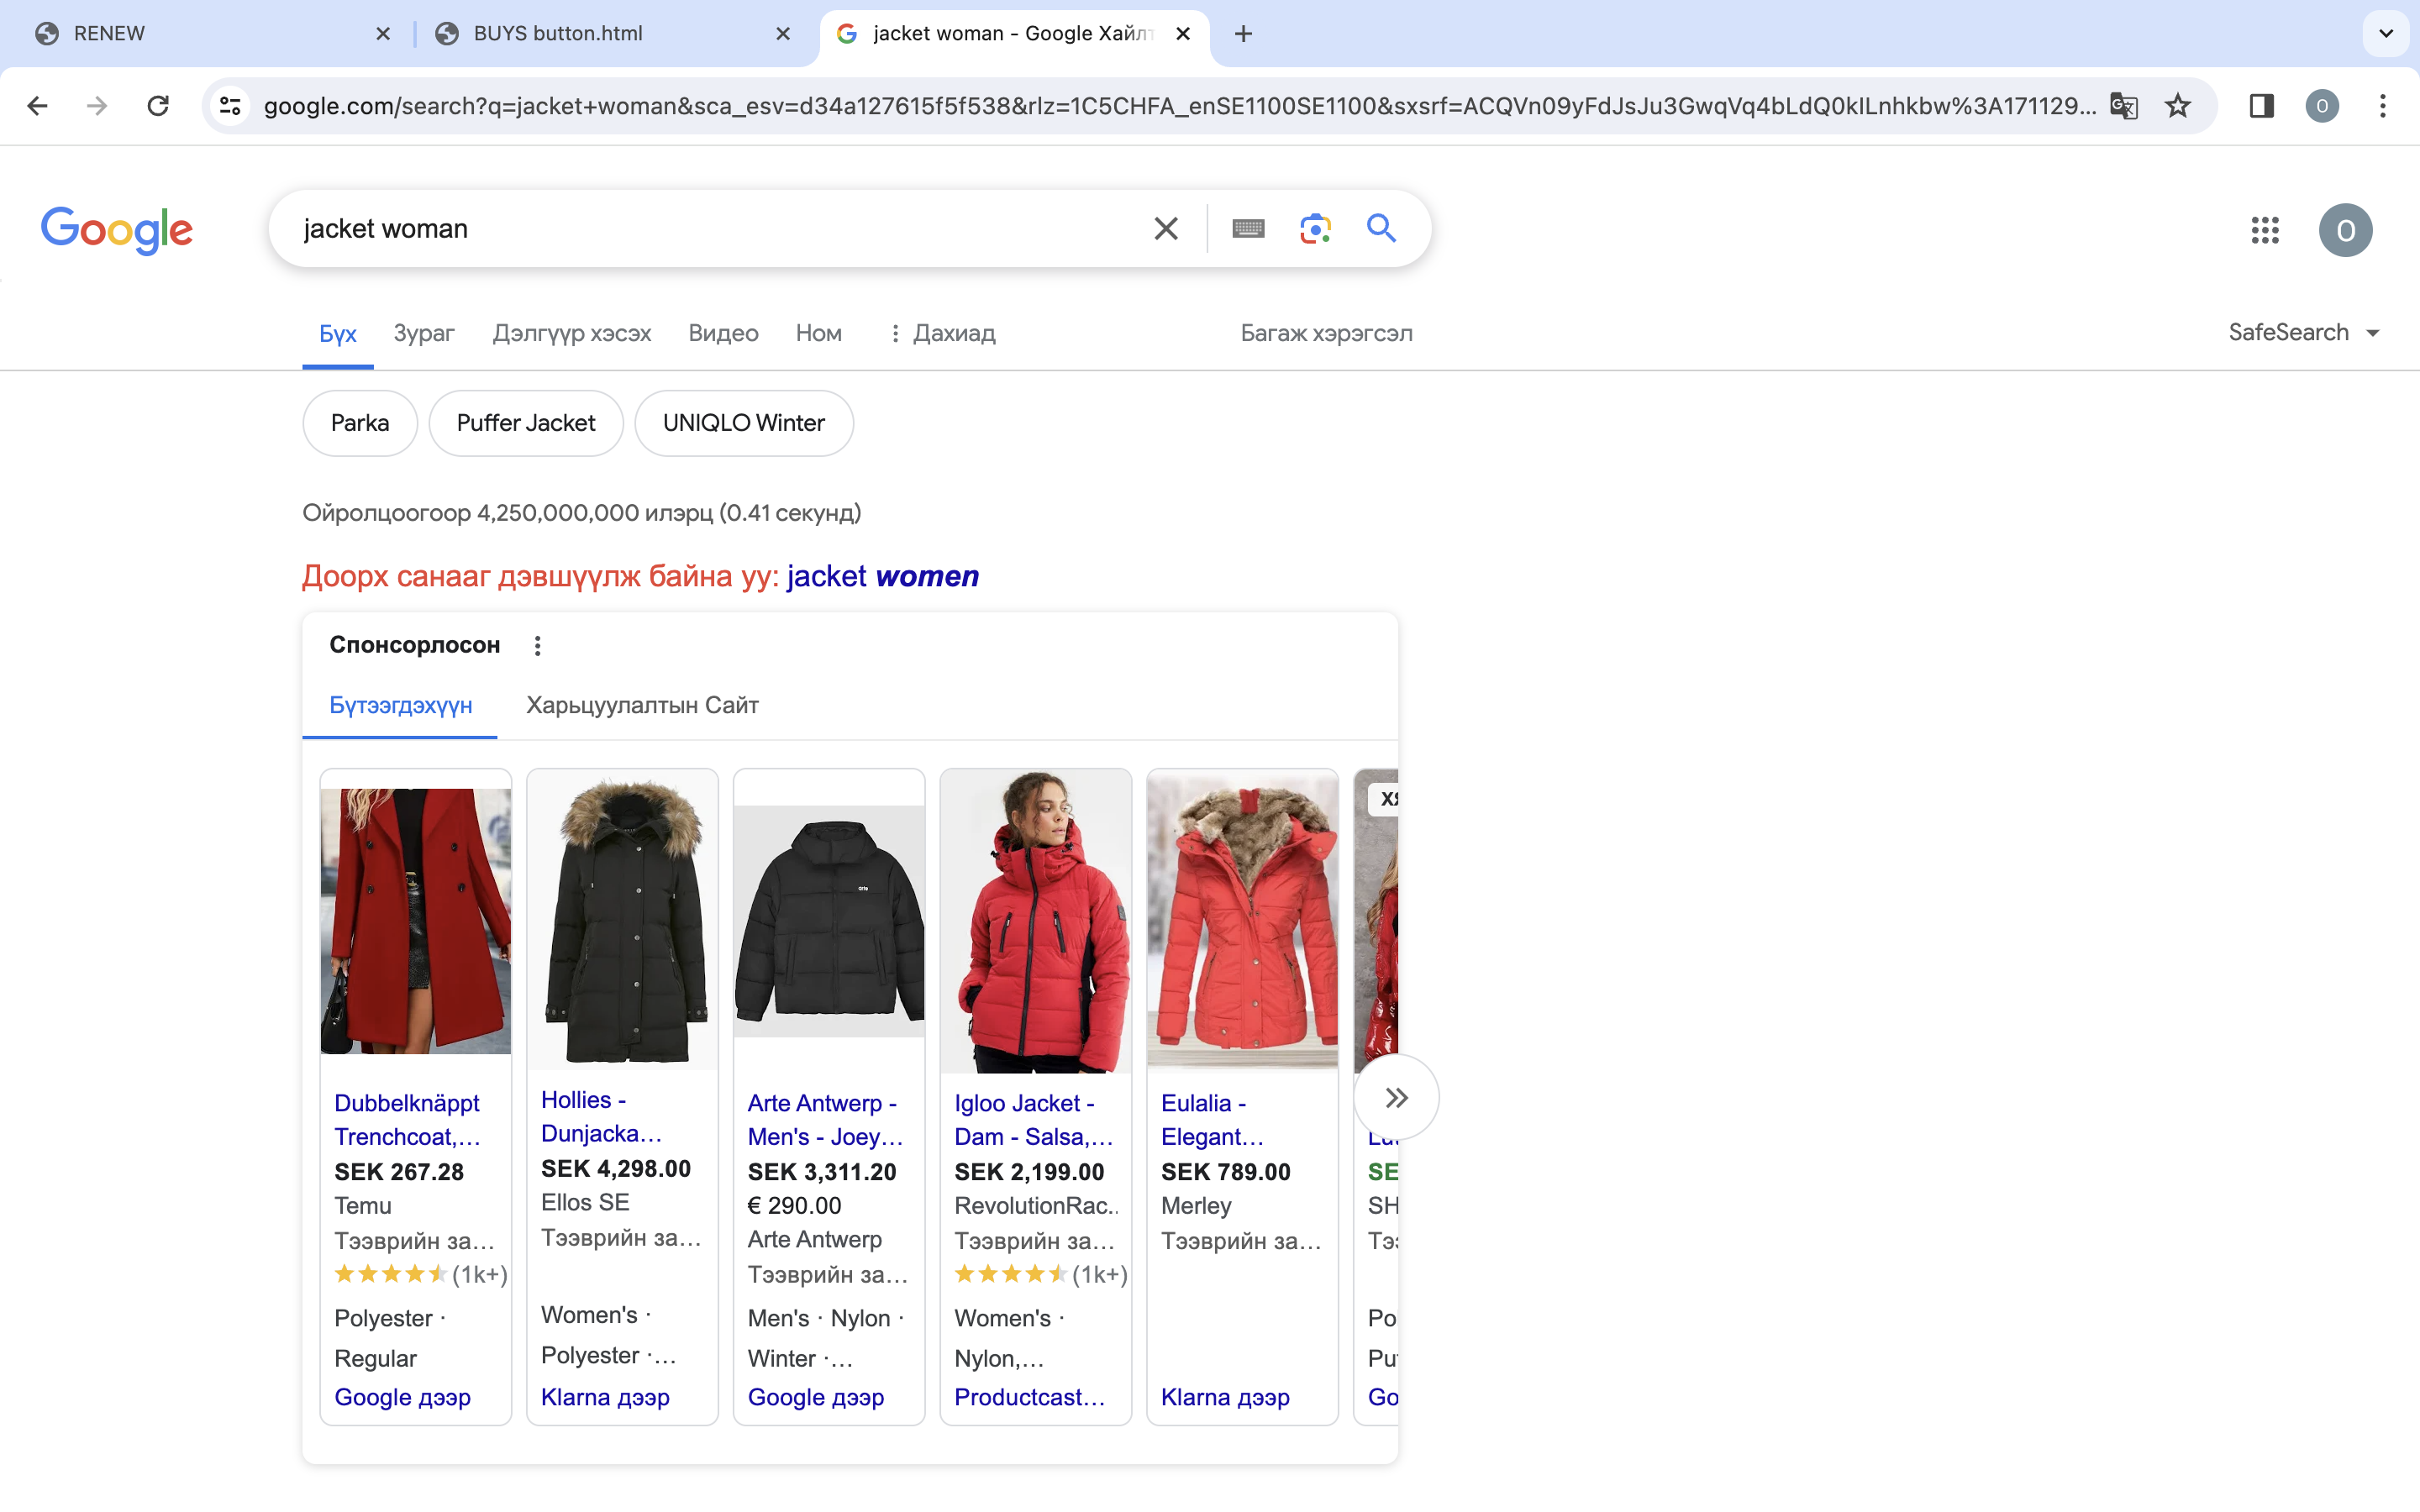 RENEW
BUYS button.html
jacket woman - Google Хайлт
google.com/search?q=jacket+woman&sca_esv=d34a127615f5f538&rlz=1C5CHFA_enSE1100SE1100&sxsrf=ACQVn09yFdJsJu3GwqVq4bLdQ0kILnhkbw%3A171129...
O
Google
jacket woman
O
Бүх
Зураг
Дэлгүүр хэсэх
Видео
Ном
Дахиад
Багаж хэрэгсэл
SafeSearch
Parka
Puffer Jacket
UNIQLO Winter
Ойролцоогоор 4,250,000,000 илэрц (0.41 секунд)
Доорх санааг дэвшүүлж байна уу: jacket women
Спонсорлосон
Бүтээгдэхүүн
Харьцуулалтын Сайт
Dubbelknäppt
Trenchcoat,...
SEK 267.28
Temu
Тээврийн за...
(1k+)
Polyester ·
Regular
Google дээр
Hollies -
Dunjacka...
SEK 4,298.00
Ellos SE
Тээврийн за...
Women's ·
Polyester ·...
Klarna дээр
arte
Arte Antwerp -
Men's - Joey...
SEK 3,311.20
€ 290.00
Arte Antwerp
Тээврийн за...
Men's · Nylon ·
Winter ·...
Google дээр
Igloo Jacket -
Dam - Salsa,...
SEK 2,199.00
RevolutionRac..
Тээврийн за...
(1k+)
Women's ·
Nylon,...
Productcast...
Eulalia -
Elegant...
SEK 789.00
Merley
Тээврийн за...
Klarna дээр
SE
SH
Po
Go